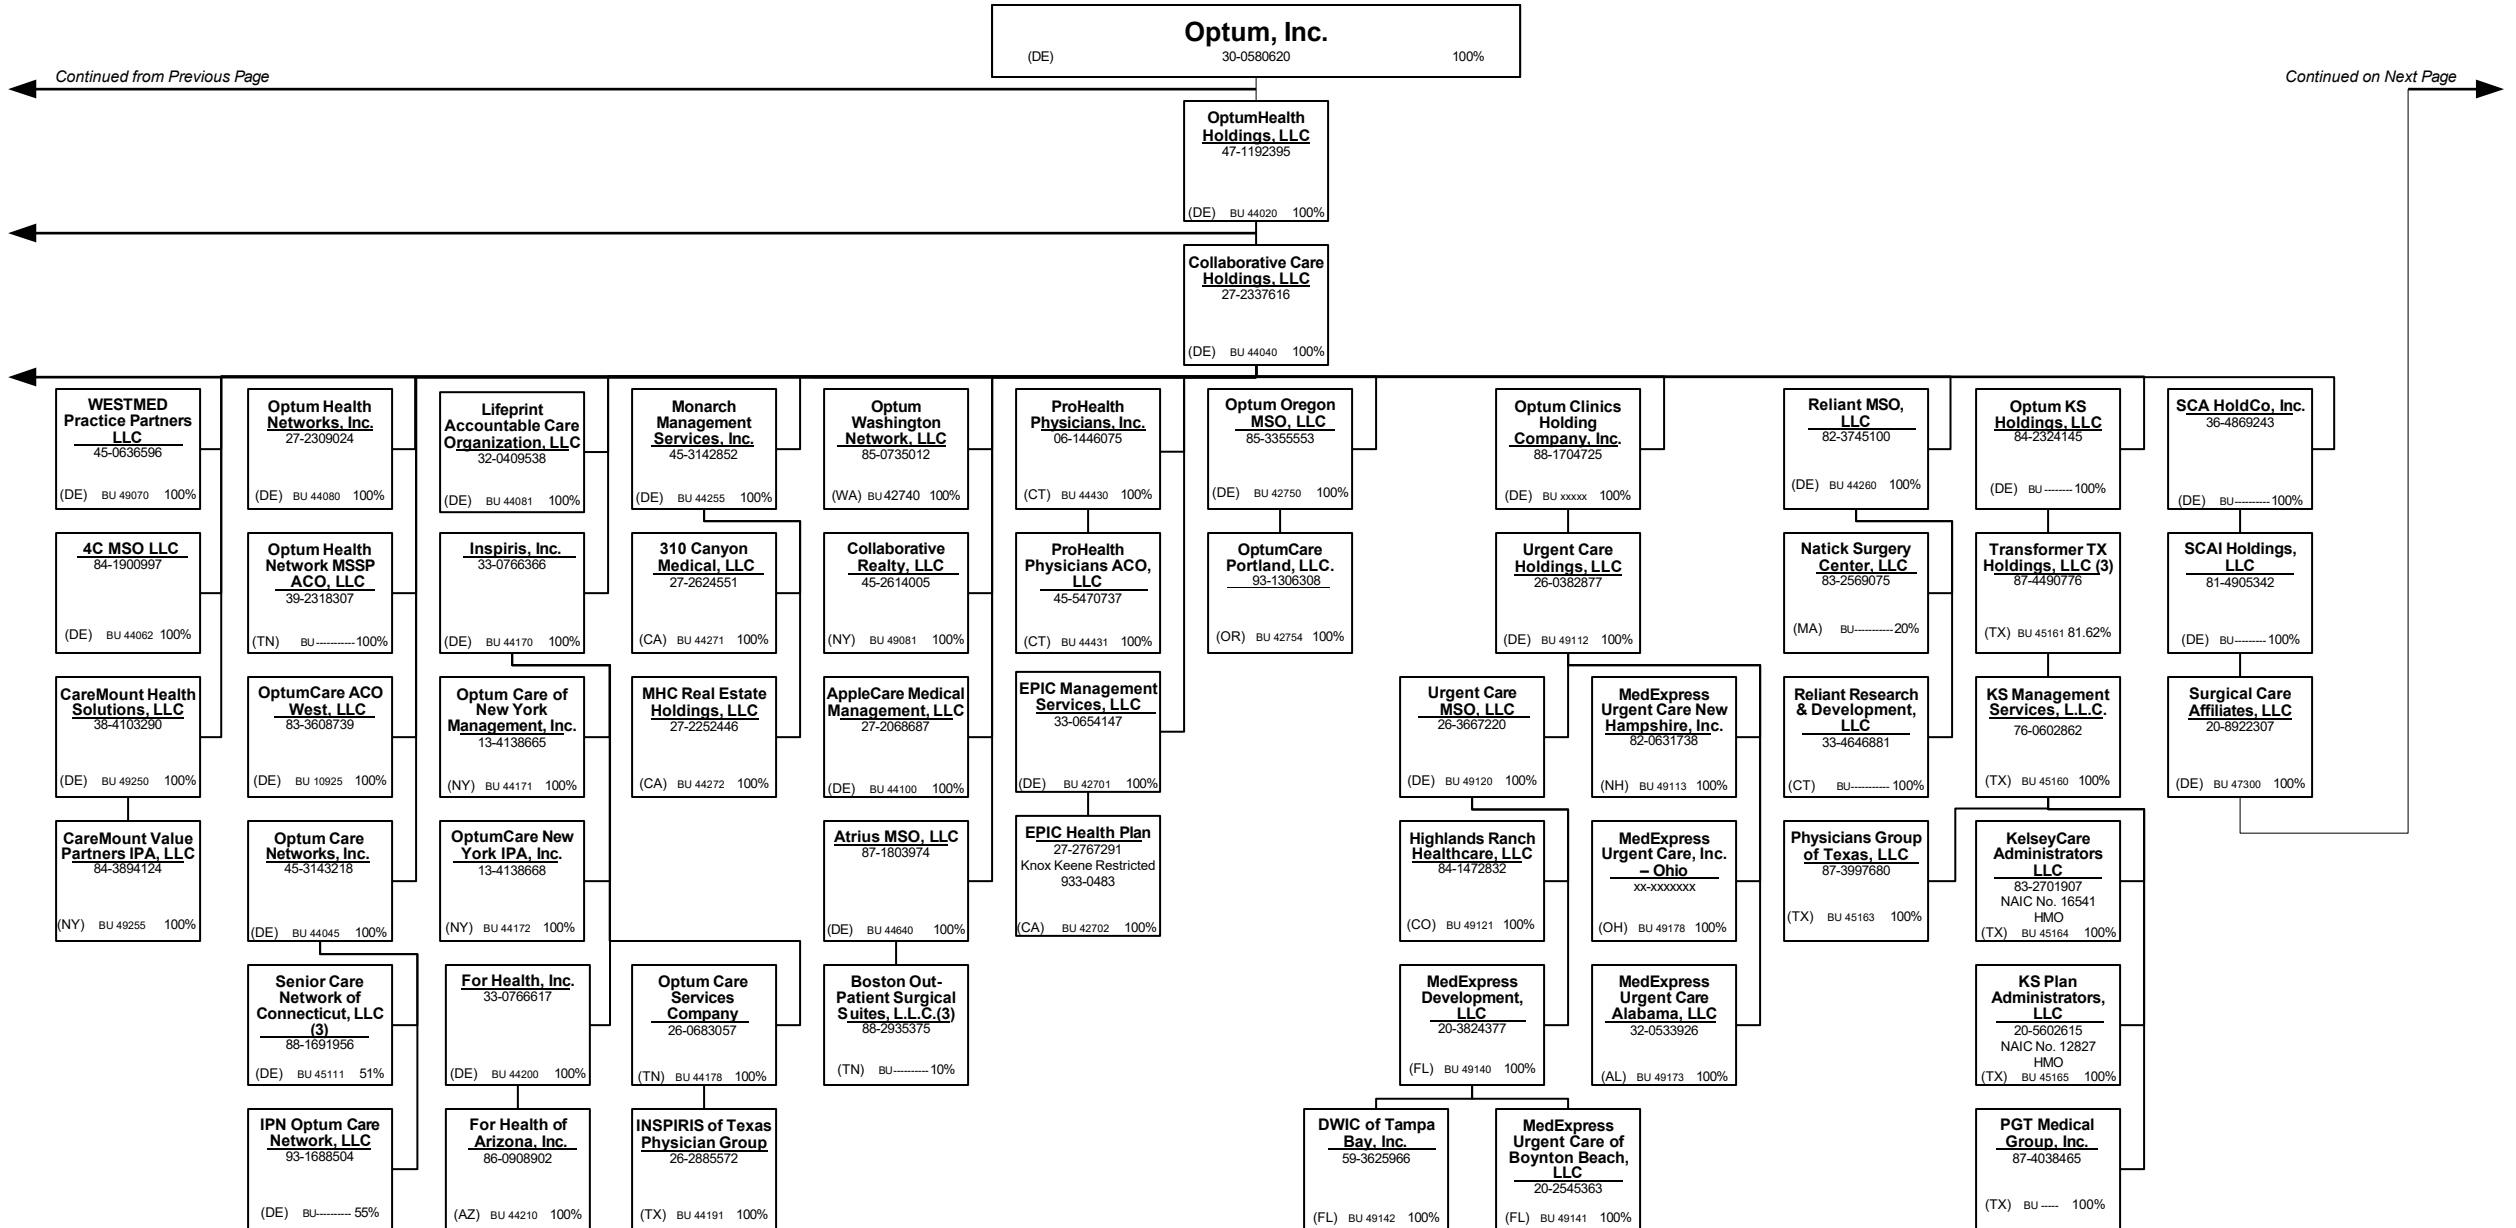 Optum, Inc.
(DE) 30-0580620 100%
Continued from Previous Page
Continued on Next Page
OptumHealth
Holdings, LLC
47-1192395
(DE) BU 44020 100%
Collaborative Care
Holdings, LLC
27-2337616
(DE) BU 44040 100%
WESTMED
Practice Partners
LLC
45-0636596
(DE) BU 49070 100%
Optum Health
Networks, Inc.
27-2309024
(DE) BU 44080 100%
Lifeprint
Accountable Care
Organization, LLC
32-0409538
(DE) BU 44081 100%
Monarch
Management
Services, Inc.
45-3142852
(DE) BU 44255 100%
Optum
Washington
Network, LLC
85-0735012
(WA) BU 42740 100%
ProHealth
Physicians, Inc.
06-1446075
(CT) BU 44430 100%
Optum Oregon
MSO, LLC
85-3355553
(DE) BU 42750 100%
Optum Clinics
Holding
Company, Inc.
88-1704725
(DE) BU xxxxx 100%
Reliant MSO,
LLC
82-3745100
(DE) BU 44260 100%
Optum KS
Holdings, LLC
84-2324145
(DE) BU -------- 100%
SCA HoldCo, Inc.
36-4869243
(DE) BU---------- 100%
4C MSO LLC
84-1900997
(DE) BU 44062 100%
Optum Health
Network MSSP
ACO, LLC
39-2318307
(TN) BU-----------100%
Inspiris, Inc.
33-0766366
(DE) BU 44170 100%
310 Canyon
Medical, LLC
27-2624551
(CA) BU 44271 100%
Collaborative
Realty, LLC
45-2614005
(NY) BU 49081 100%
ProHealth
Physicians ACO,
LLC
45-5470737
(CT) BU 44431 100%
OptumCare
Portland, LLC.
93-1306308
(OR) BU 42754 100%
Urgent Care
Holdings, LLC
26-0382877
(DE) BU 49112 100%
Natick Surgery
Center, LLC
83-2569075
(MA) BU-----------20%
Transformer TX
Holdings, LLC (3)
87-4490776
(TX) BU 45161 81.62%
SCAI Holdings,
LLC
81-4905342
(DE) BU--------- 100%
CareMount Health
Solutions, LLC
38-4103290
(DE) BU 49250 100%
OptumCare ACO
West, LLC
83-3608739
(DE) BU 10925 100%
Optum Care of
New York
Management, Inc.
13-4138665
(NY) BU 44171 100%
MHC Real Estate
Holdings, LLC
27-2252446
(CA) BU 44272 100%
AppleCare Medical
Management, LLC
27-2068687
(DE) BU 44100 100%
EPIC Management
Services, LLC
33-0654147
(DE) BU 42701 100%
Urgent Care
MSO, LLC
26-3667220
(DE) BU 49120 100%
MedExpress
Urgent Care New
Hampshire, Inc.
82-0631738
(NH) BU 49113 100%
Reliant Research
& Development,
LLC
33-4646881
(CT) BU----------- 100%
KS Management
Services, L.L.C.
76-0602862
(TX) BU 45160 100%
Surgical Care
Affiliates, LLC
20-8922307
(DE) BU 47300 100%
CareMount Value
Partners IPA, LLC
84-3894124
(NY) BU 49255 100%
Optum Care
Networks, Inc.
45-3143218
(DE) BU 44045 100%
OptumCare New
York IPA, Inc.
13-4138668
(NY) BU 44172 100%
Atrius MSO, LLC
87-1803974
(DE) BU 44640 100%
EPIC Health Plan
27-2767291
Knox Keene Restricted
933-0483
(CA) BU 42702 100%
Highlands Ranch
Healthcare, LLC
84-1472832
(CO) BU 49121 100%
MedExpress
Urgent Care, Inc.
– Ohio
xx-xxxxxxx
(OH) BU 49178 100%
Physicians Group
of Texas, LLC
87-3997680
(TX) BU 45163 100%
KelseyCare
Administrators
LLC
83-2701907
NAIC No. 16541
HMO
(TX) BU 45164 100%
Senior Care
Network of
Connecticut, LLC
(3)
88-1691956
(DE) BU 45111 51%
For Health, Inc.
33-0766617
(DE) BU 44200 100%
Optum Care
Services
Company
26-0683057
(TN) BU 44178 100%
Boston Out-
Patient Surgical
Suites, L.L.C.(3)
88-2935375
(TN) BU---------- 10%
MedExpress
Development,
LLC
20-3824377
(FL) BU 49140 100%
MedExpress
Urgent Care
Alabama, LLC
32-0533926
(AL) BU 49173 100%
KS Plan
Administrators,
LLC
20-5602615
NAIC No. 12827
HMO
(TX) BU 45165 100%
IPN Optum Care
Network, LLC
93-1688504
(DE) BU---------- 55%
For Health of
Arizona, Inc.
86-0908902
(AZ) BU 44210 100%
INSPIRIS of Texas
Physician Group
26-2885572
(TX) BU 44191 100%
DWIC of Tampa
Bay, Inc.
59-3625966
(FL) BU 49142 100%
MedExpress
Urgent Care of
Boynton Beach,
LLC
20-2545363
(FL) BU 49141 100%
PGT Medical
Group, Inc.
87-4038465
(TX) BU ----- 100%